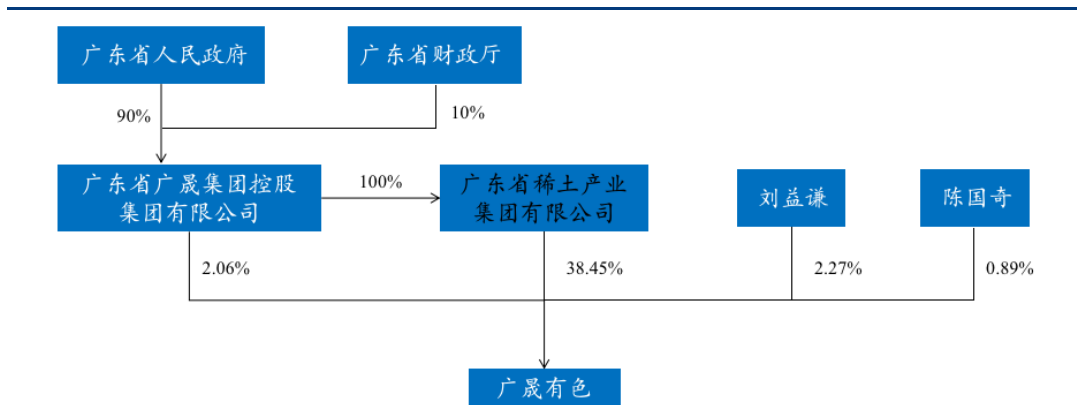 广东省人民政府
广东省财政厅
90%
10%
广东省广晟集团控股
集团有限公司
100%
广东省稀土产业
集团有限公司
刘益谦
陈国奇
2.06%
38.45%
2.27%
0.89%
广晟有色